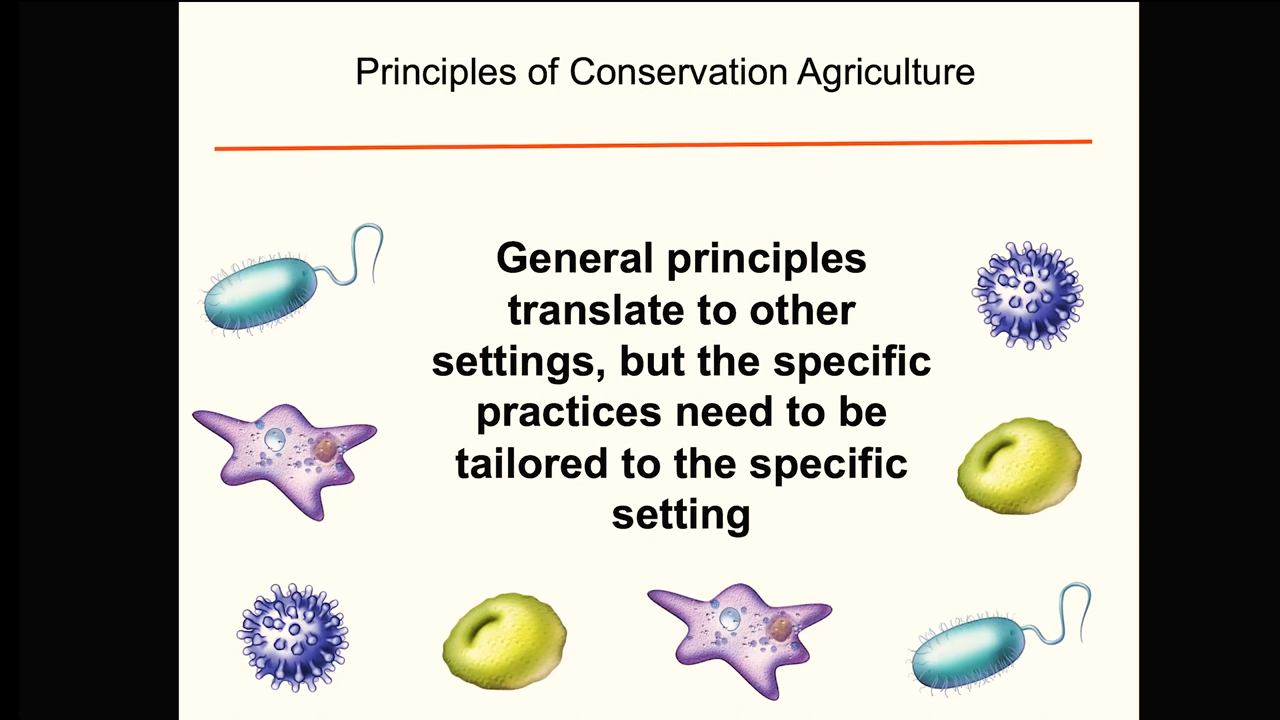 Principles of Conservation Agriculture
General principles
translate to other
settings, but the specific
practices need to be
tailored to the specific
setting